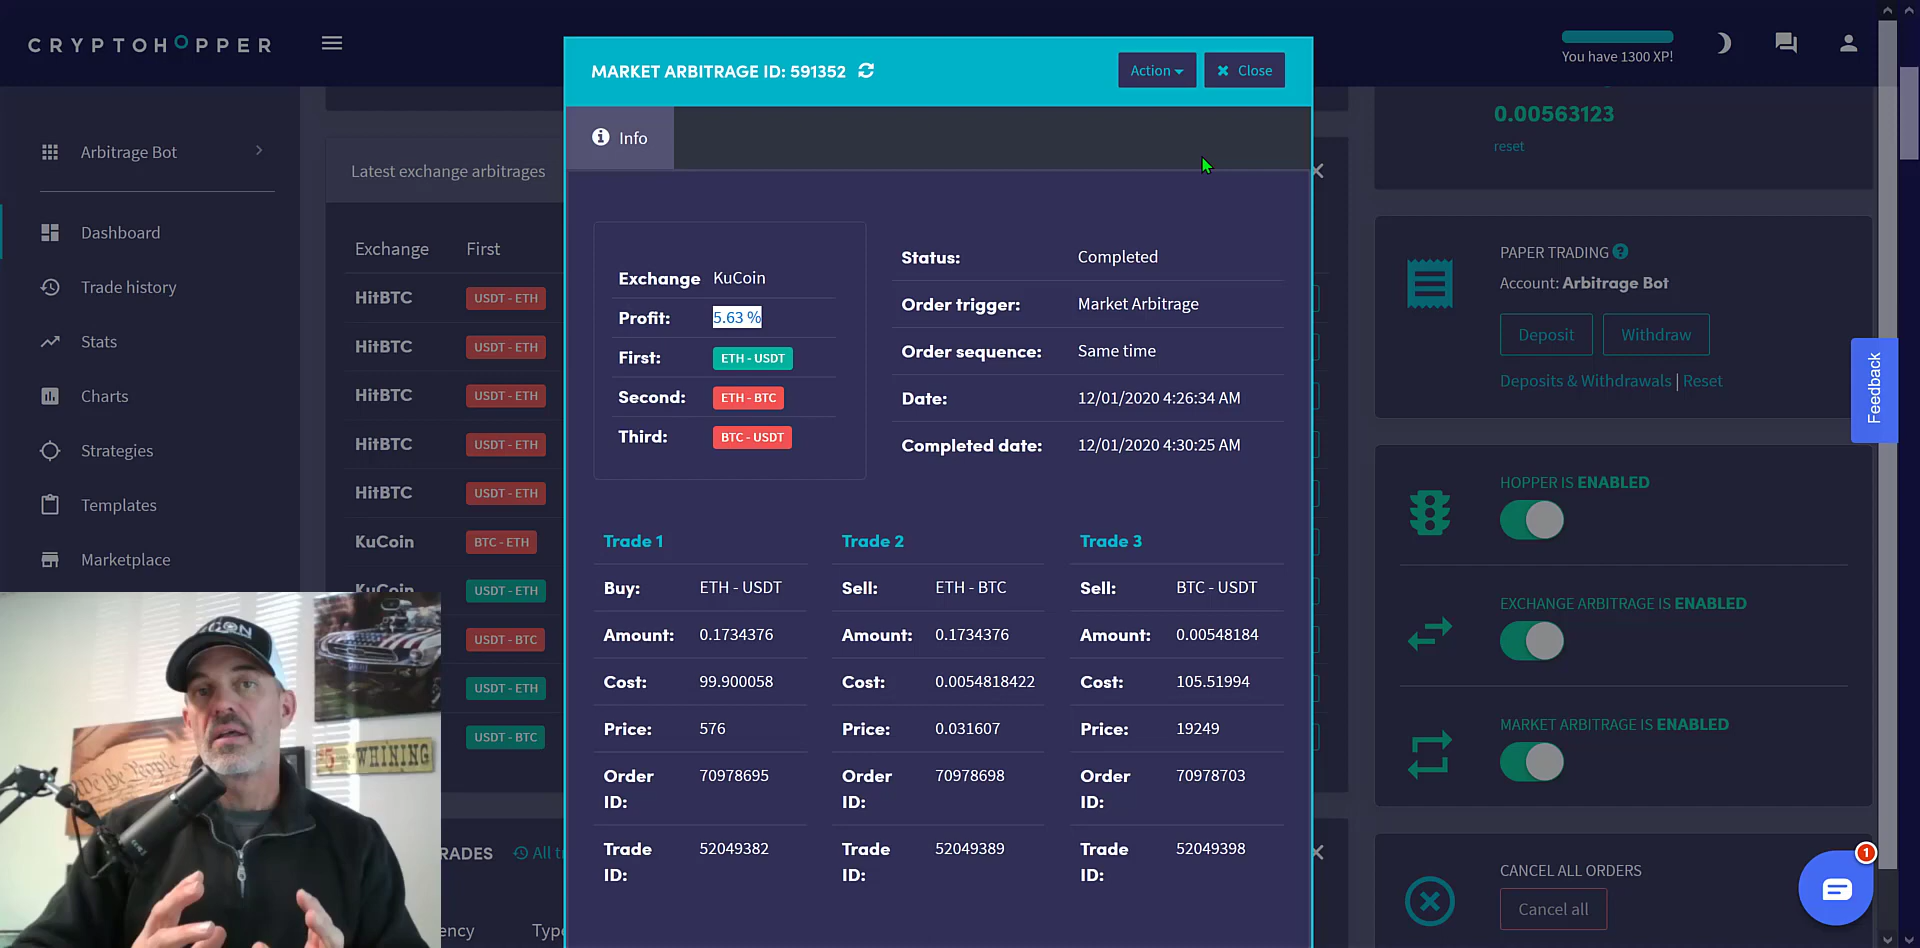 CRYPTOHOPPER
You have 1300 XP!
Arbitrage Bot
Dashboard
Trade history
Stats
Charts
Strategies
Templates
Marketplace
Latest exchange arbitrages
Exchange First
HitBTC USDT - ETH
HitBTC USDT - ETH
HitBTC USDT - ETH
HitBTC USDT - ETH
HitBTC USDT - ETH
KuCoin BTC - ETH
KuCoin USDT - ETH
USDT - BTC
USDT - ETH
USDT - BTC
RADES All t
ency Type
MARKET ARBITRAGE ID: 591352
Action
Close
Info
Exchange KuCoin
Profit: 5.63 %
First: ETH - USDT
Second: ETH - BTC
Third: BTC - USDT
Status: Completed
Order trigger: Market Arbitrage
Order sequence: Same time
Date: 12/01/2020 4:26:34 AM
Completed date: 12/01/2020 4:30:25 AM
Trade 1
Buy: ETH - USDT
Amount: 0.1734376
Cost: 99.900058
Price: 576
Order ID: 70978695
Trade ID: 52049382
Trade 2
Sell: ETH - BTC
Amount: 0.1734376
Cost: 0.0054818422
Price: 0.031607
Order ID: 70978698
Trade ID: 52049389
Trade 3
Sell: BTC - USDT
Amount: 0.00548184
Cost: 105.51994
Price: 19249
Order ID: 70978703
Trade ID: 52049398
0.00563123
reset
PAPER TRADING
Account: Arbitrage Bot
Deposit Withdraw
Deposits & Withdrawals | Reset
HOPPER IS ENABLED
EXCHANGE ARBITRAGE IS ENABLED
MARKET ARBITRAGE IS ENABLED
CANCEL ALL ORDERS
Cancel all
Feedback
1
We the People
WHINING